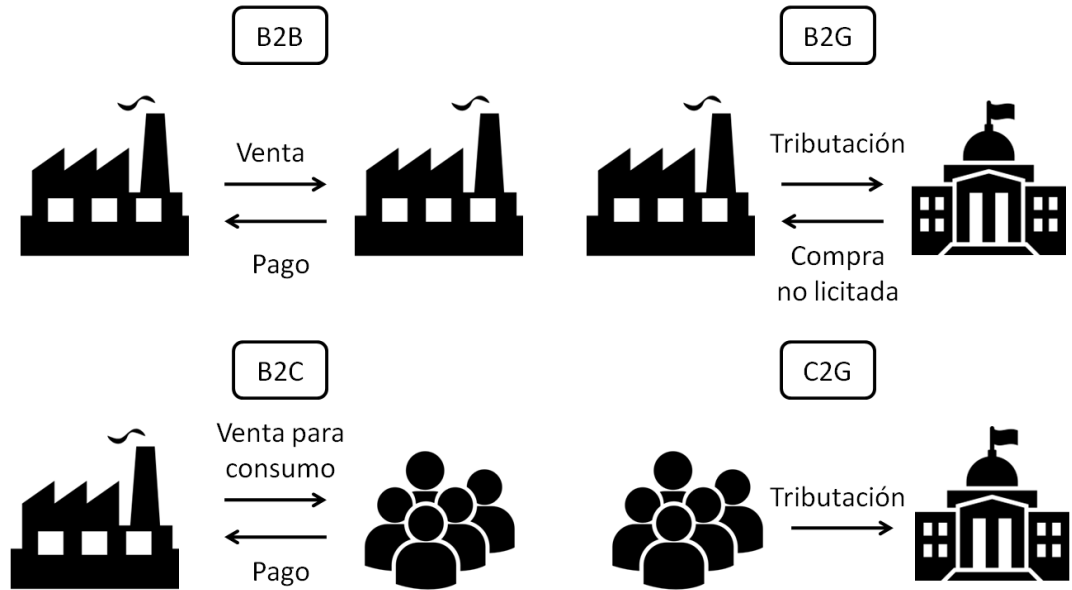 B2B
Venta
Pago
B2G
Tributación
Compra
no licitada
B2C
Venta para
consumo
Pago
C2G
Tributación